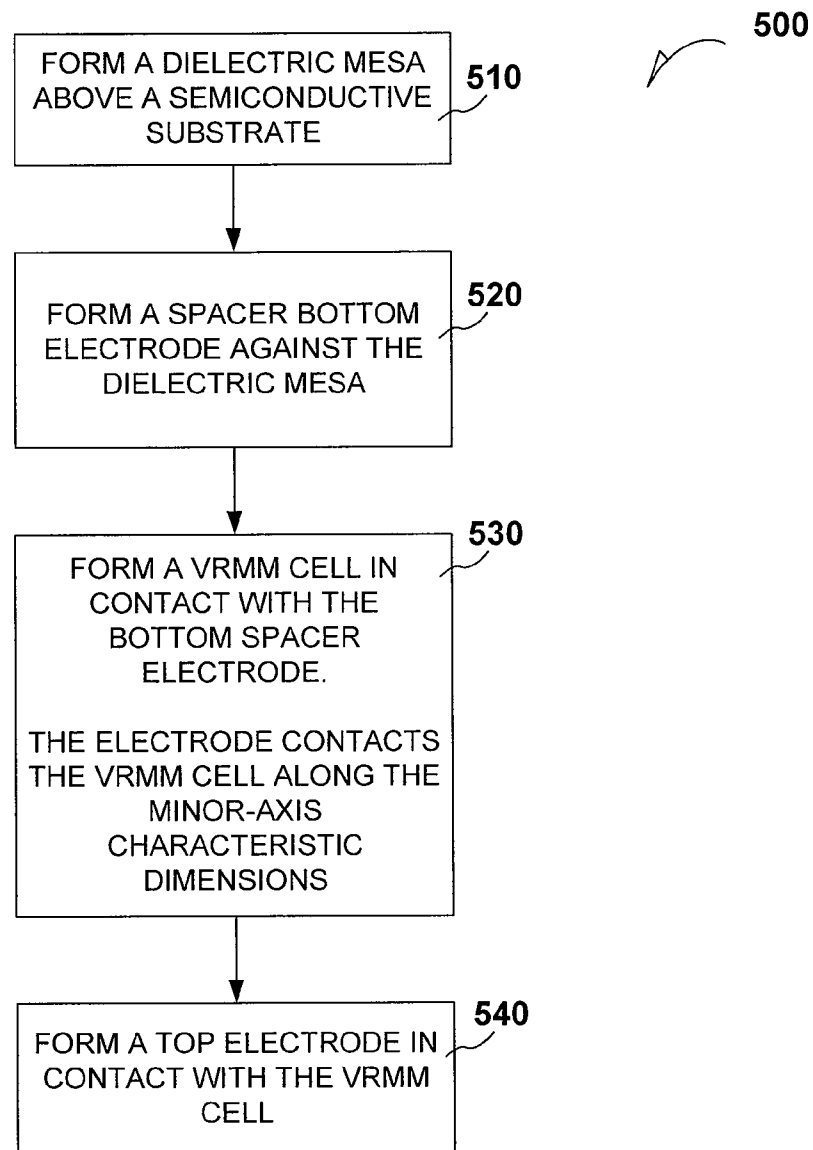 500
FORM A DIELECTRIC MESA
ABOVE A SEMICONDUCTIVE
SUBSTRATE
510
FORM A SPACER BOTTOM
ELECTRODE AGAINST THE
DIELECTRIC MESA
520
FORM A VRMM CELL IN
CONTACT WITH THE
BOTTOM SPACER
ELECTRODE.
THE ELECTRODE CONTACTS
THE VRMM CELL ALONG THE
MINOR-AXIS
CHARACTERISTIC
DIMENSIONS
530
FORM A TOP ELECTRODE IN
CONTACT WITH THE VRMM
CELL
540